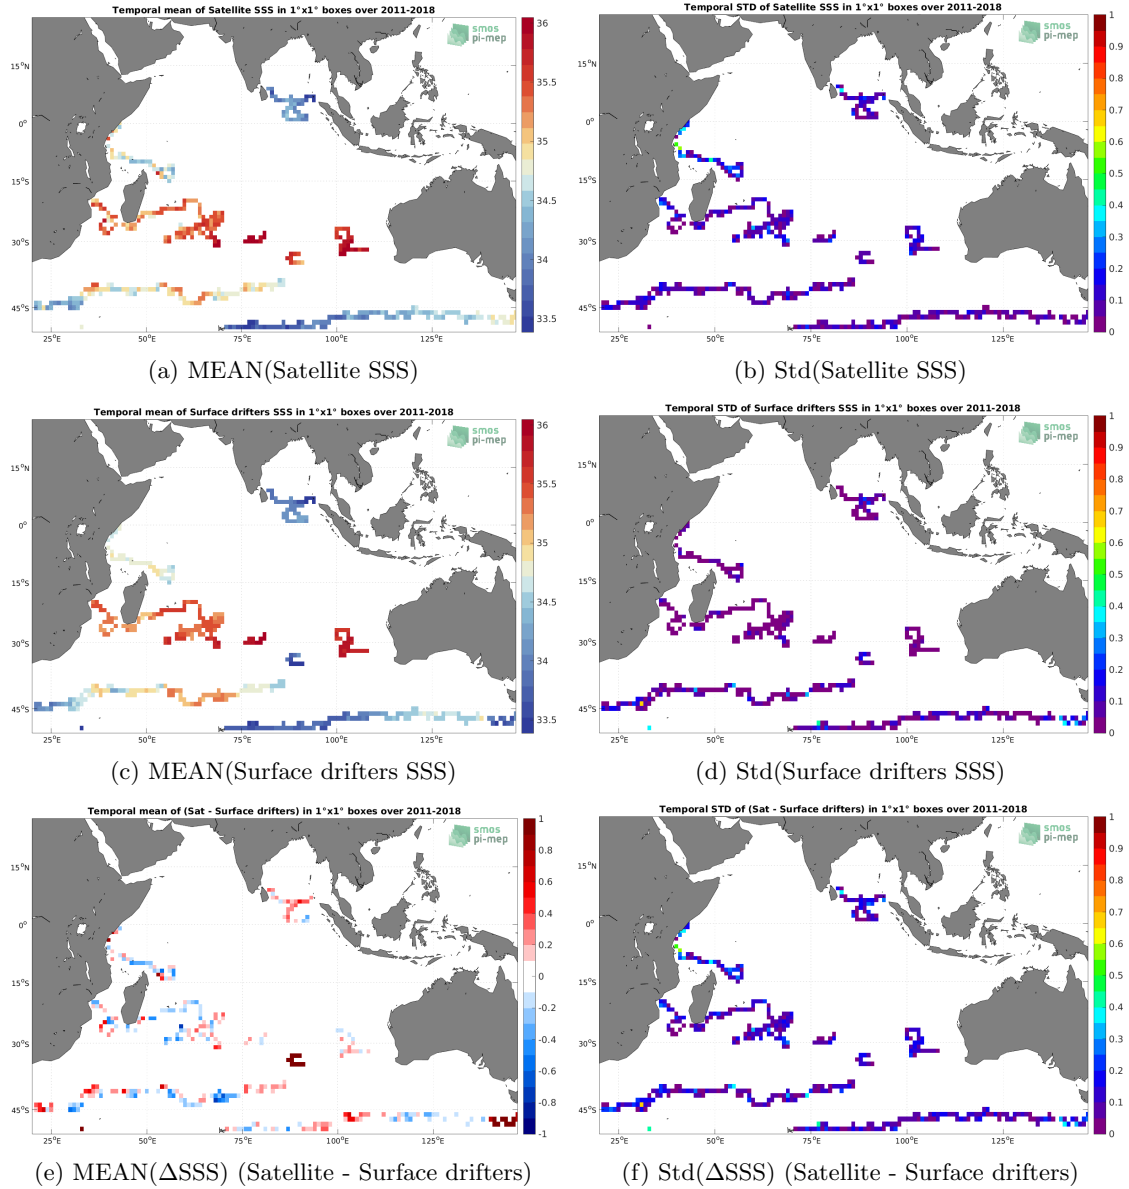 Temporal mean of Satellite SSS in 1°x1° boxes over 2011-2018
smos
pi-mep
15°N
0°
15°S
30°S
45°S
25°E
50°E
75°E
100°E
125°E
36
35.5
35
34.5
34
33.5
(a) MEAN(Satellite SSS)
Temporal STD of Satellite SSS in 1°x1° boxes over 2011-2018
smos
pi-mep
15°N
0°
15°S
30°S
45°S
25°E
50°E
75°E
100°E
125°E
1
0.9
0.8
0.7
0.6
0.5
0.4
0.3
0.2
0.1
0
(b) Std(Satellite SSS)
Temporal mean of Surface drifters SSS in 1°x1° boxes over 2011-2018
smos
pi-mep
15°N
0°
15°S
30°S
45°S
25°E
50°E
75°E
100°E
125°E
36
35.5
35
34.5
34
33.5
(c) MEAN(Surface drifters SSS)
Temporal STD of Surface drifters SSS in 1°x1° boxes over 2011-2018
smos
pi-mep
15°N
0°
15°S
30°S
45°S
25°E
50°E
75°E
100°E
125°E
1
0.9
0.8
0.7
0.6
0.5
0.4
0.3
0.2
0.1
0
(d) Std(Surface drifters SSS)
Temporal mean of (Sat - Surface drifters) in 1°x1° boxes over 2011-2018
smos
pi-mep
15°N
0°
15°S
30°S
45°S
25°E
50°E
75°E
100°E
125°E
1
0.8
0.6
0.4
0.2
0
-0.2
-0.4
-0.6
-0.8
-1
(e) MEAN(ΔSSS) (Satellite - Surface drifters)
Temporal STD of (Sat - Surface drifters) in 1°x1° boxes over 2011-2018
smos
pi-mep
15°N
0°
15°S
30°S
45°S
25°E
50°E
75°E
100°E
125°E
1
0.9
0.8
0.7
0.6
0.5
0.4
0.3
0.2
0.1
0
(f) Std(ΔSSS) (Satellite - Surface drifters)